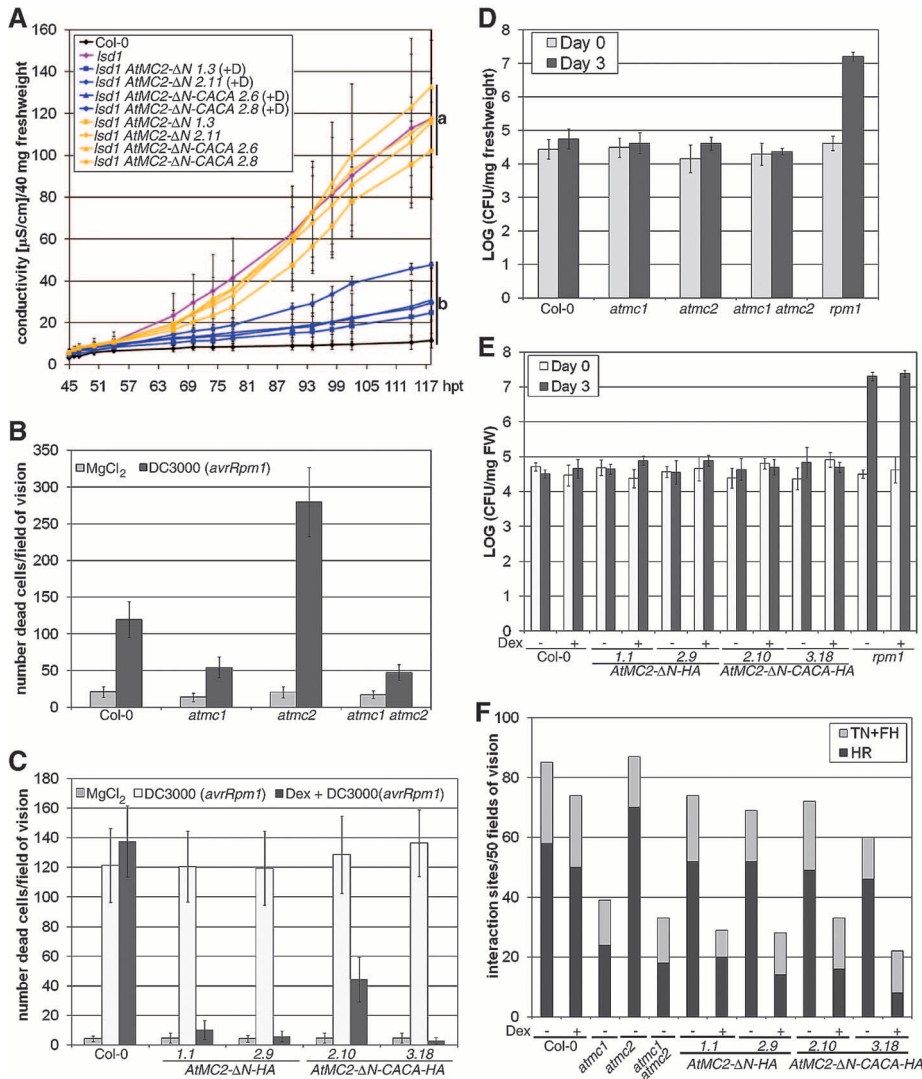 A
conductivity [µS/cm]/40 mg freshweight
160
140
120
100
80
60
40
20
0
Col-0
lsd1
lsd1 AtMC2-ΔN 1.3 (+D)
lsd1 AtMC2-ΔN 2.11 (+D)
lsd1 AtMC2-ΔN-CACA 2.6 (+D)
lsd1 AtMC2-ΔN-CACA 2.8 (+D)
lsd1 AtMC2-ΔN 1.3
lsd1 AtMC2-ΔN 2.11
lsd1 AtMC2-ΔN-CACA 2.6
lsd1 AtMC2-ΔN-CACA 2.8
a
b
45 51 57 63 69 75 81 87 93 99 105 111 117 hpt
B
number dead cells/field of vision
350
300
250
200
150
100
50
0
MgCl2 DC3000 (avrRpm1)
Col-0 atmc1 atmc2 atmc1 atmc2
C
number dead cells/field of vision
180
160
140
120
100
80
60
40
20
0
MgCl2 DC3000 (avrRpm1) Dex + DC3000(avrRpm1)
Col-0 1.1 2.9 2.10 3.18
AtMC2-ΔN-HA AtMC2-ΔN-CACA-HA
D
LOG (CFU/mg freshweight)
8
7
6
5
4
3
2
1
0
Day 0
Day 3
Col-0 atmc1 atmc2 atmc1 atmc2 rpm1
E
LOG (CFU/mg FW)
8
7
6
5
4
3
2
1
0
Day 0
Day 3
Dex - + - + - + - + - + - +
Col-0 1.1 2.9 2.10 3.18 rpm1
AtMC2-ΔN-HA AtMC2-ΔN-CACA-HA
F
interaction sites/50 fields of vision
100
80
60
40
20
0
TN+FH
HR
Dex - + - - - - + - + - + - +
Col-0 atmc1 atmc2 atmc1 atmc2 1.1 2.9 2.10 3.18
AtMC2-ΔN-HA AtMC2-ΔN-CACA-HA